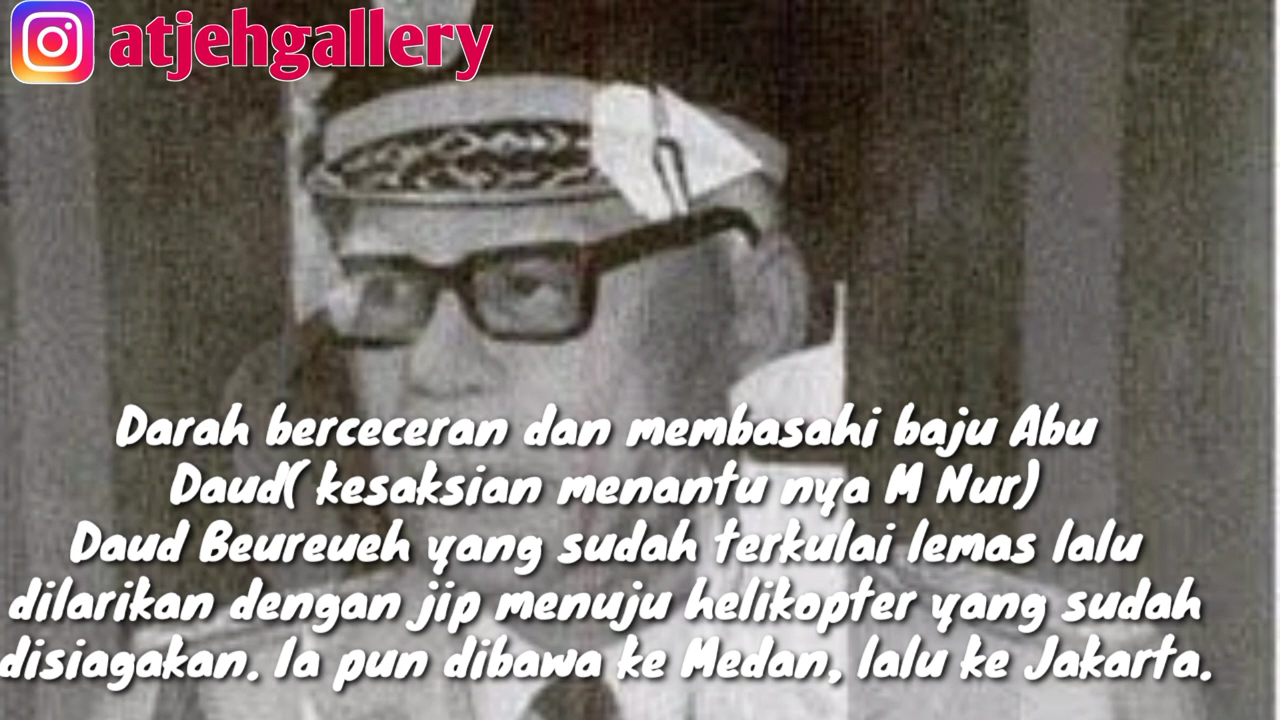 atjehgallery
Darah berceceran dan membasahi baju Abu
Daud( kesaksian menantu nya M Nur)
Daud Beureueh yang sudah terkulai lemas lalu
dilarikan dengan jip menuju helikopter yang sudah
disiagakan. Ia pun dibawa ke Medan, lalu ke Jakarta.